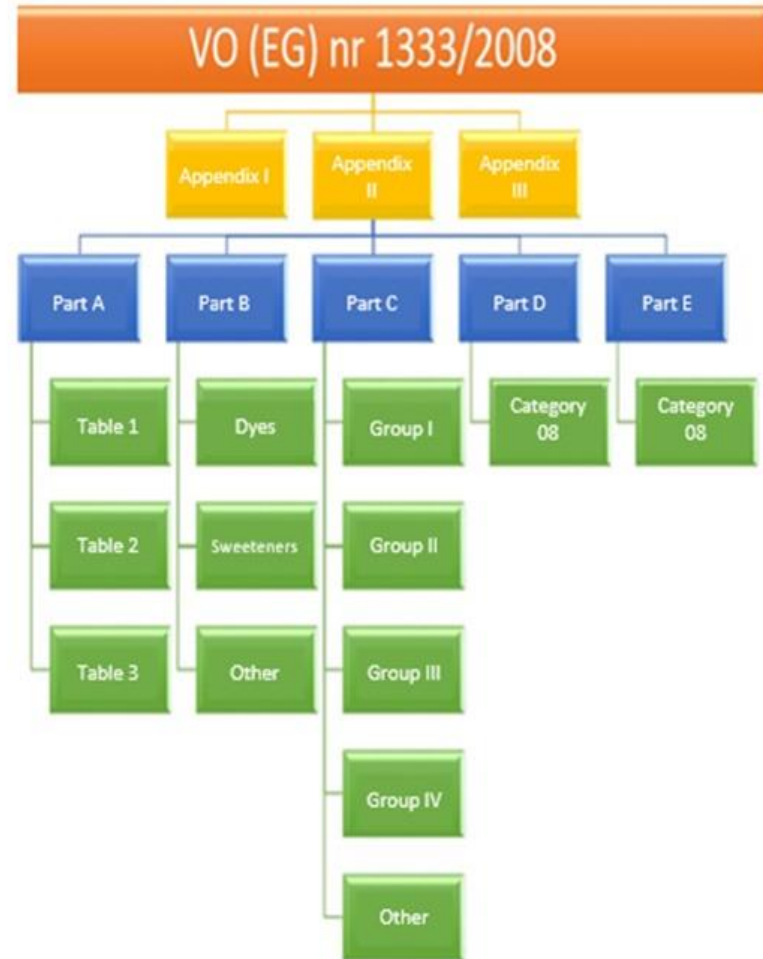 VO (EG) nr 1333/2008
Appendix I
Appendix
II
Appendix
III
Part A
Part B
Part C
Part D
Part E
Table 1
Dyes
Group I
Category
08
Category
08
Table 2
Sweeteners
Group II
Table 3
Other
Group III
Group IV
Other